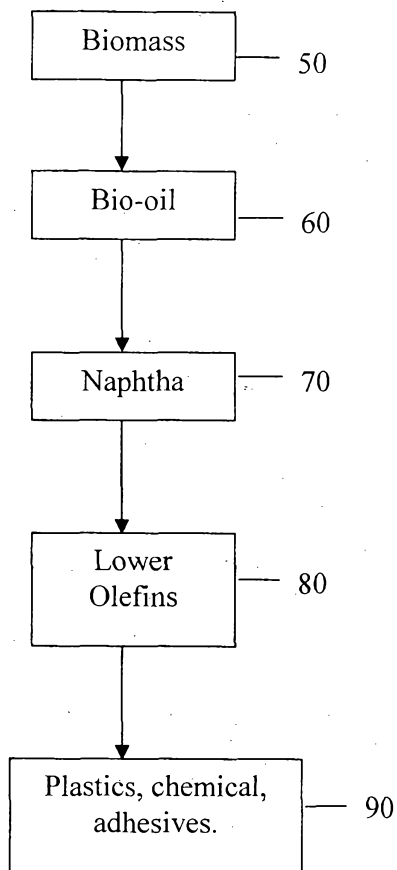 Biomass
50
Bio-oil
60
Naphtha
70
Lower
Olefins
80
Plastics, chemical,
adhesives.
90